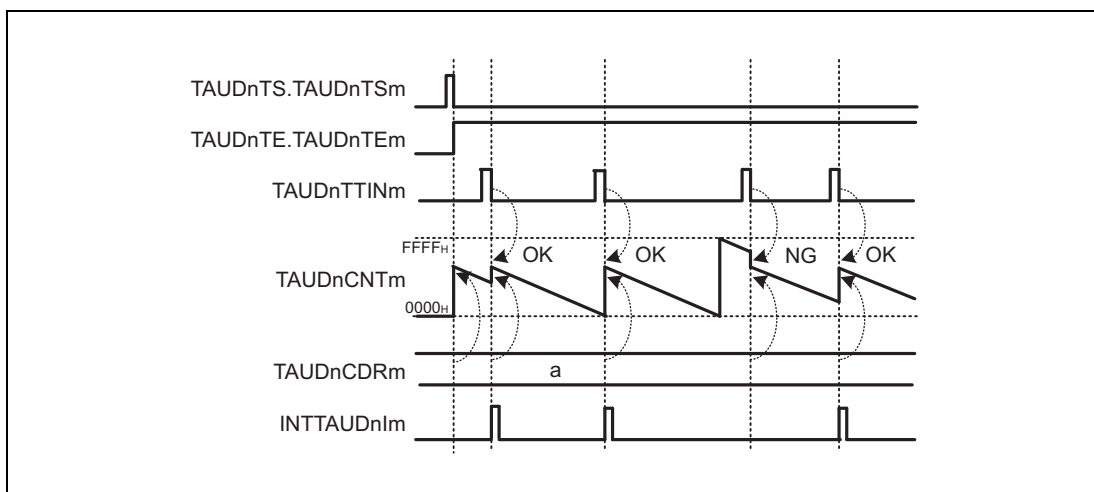 TAUDnTS.TAUDnTSm
TAUDnTE.TAUDnTEm
TAUDnTTINm
FFFFH
OK
OK
NG
OK
TAUDnCNTm
0000H
TAUDnCDRm
a
INTTAUDnIm